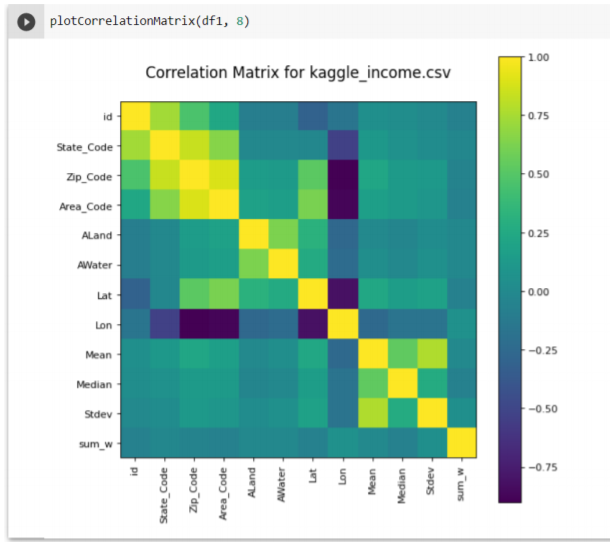 plotCorrelationMatrix(df1, 8)
Correlation Matrix for kaggle_income.csv
id
State_Code
Zip_Code
Area_Code
ALand
AWater
Lat
Lon
Mean
Median
Stdev
sum_w
id
State_Code
Zip_Code
Area_Code
ALand
AWater
Lat
Lon
Mean
Median
Stdev
sum_w
1.00
0.75
0.50
0.25
0.00
−0.25
−0.50
−0.75